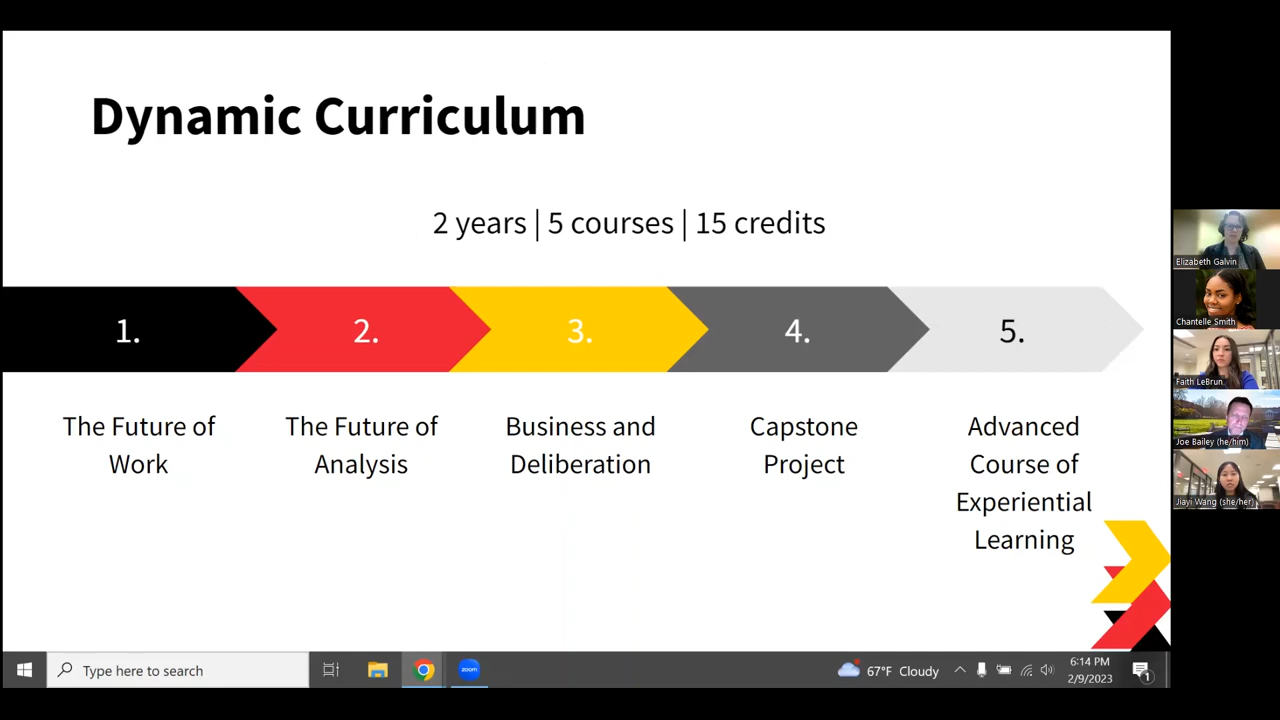 Dynamic Curriculum
2 years | 5 courses | 15 credits
1.
2.
3.
4.
5.
The Future of
Work
The Future of
Analysis
Business and
Deliberation
Capstone
Project
Advanced
Course of
Experiential
Learning
Elizabeth Galvin
Chantelle Smith
Faith LeBrun
Joe Bailey (he/him)
Jiayi Wang (she/her)
Type here to search
zoom
67°F Cloudy
6:14 PM
2/9/2023
1